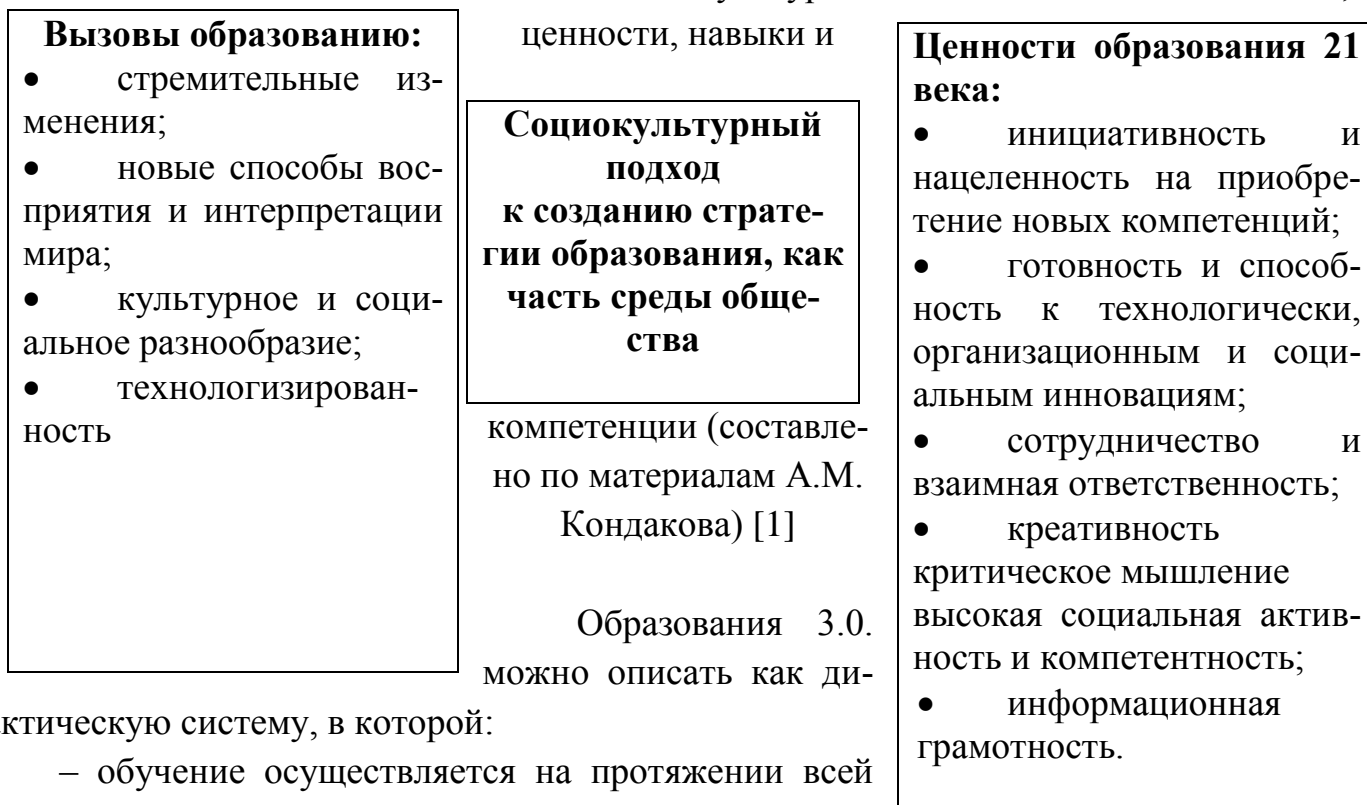 Вызовы образованию:
• стремительные из-
менения;
• новые способы вос-
приятия и интерпретации
мира;
• культурное и соци-
альное разнообразие;
• технологизирован-
ность
ценности, навыки и
Социокультурный
подход
к созданию страте-
гии образования, как
часть среды обще-
ства
компетенции (составле-
но по материалам А.М.
Кондакова) [1]
Ценности образования 21
века:
• инициативность и
нацеленность на приобре-
тение новых компетенций;
• готовность и способ-
ность к технологически,
организационным и соци-
альным инновациям;
• сотрудничество и
взаимная ответственность;
• креативность
критическое мышление
высокая социальная актив-
ность и компетентность;
• информационная
грамотность.
Образования 3.0.
можно описать как ди-
ктическую систему, в которой:
– обучение осуществляется на протяжении всей